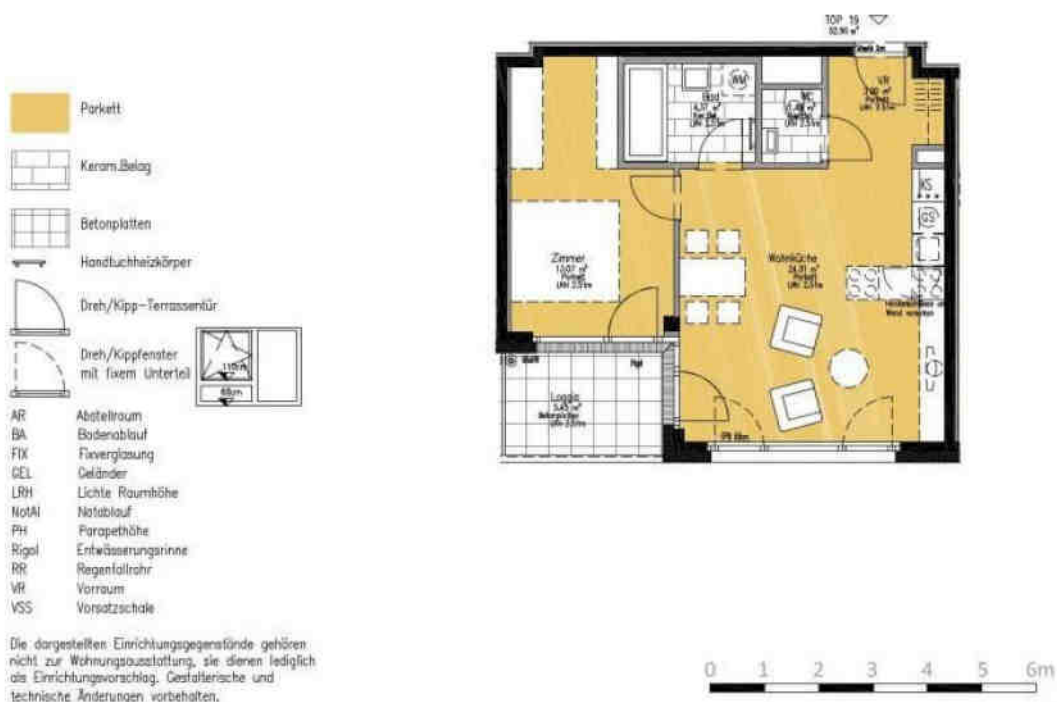 Parkett
Keram.Belag
Betonplatten
Handtuchheizkörper
Dreh/Kipp-Terrassentür
Dreh/Kippfenster
mit fixem Unterteil
AR Abstellraum
BA Bodenablauf
FIX Fixverglasung
GEL Geländer
LRH Lichte Raumhöhe
NotAl Notablauf
PH Parapethöhe
Rigol Entwässerungsrinne
RR Regenfallrohr
VR Vorraum
VSS Vorsatzschale
Die dargestellten Einrichtungsgegenstände gehören
nicht zur Wohnungsausstattung, sie dienen lediglich
als Einrichtungsvorschlag. Gestalterische und
technische Änderungen vorbehalten.
TOP 19
VR
Parkett
Bad
WM
WC
KS
GS
Zimmer
Parkett
Wohnküche
Parkett
Loggia
Betonplatten
0 1 2 3 4 5 6m